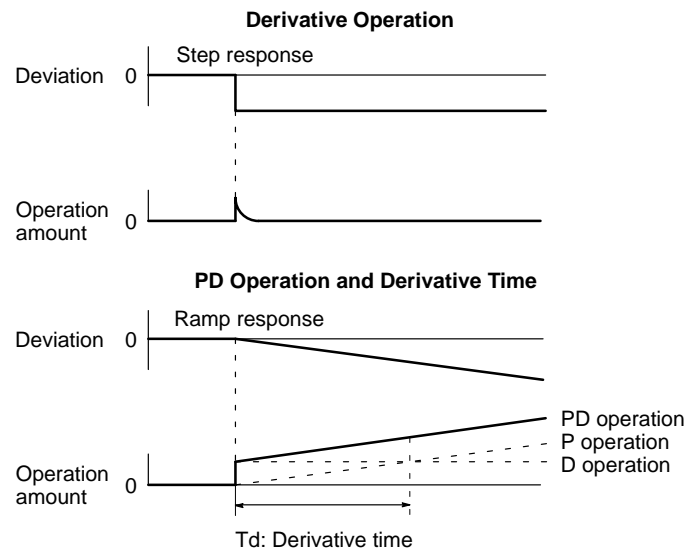 Derivative Operation
Step response
Deviation 0
Operation
amount 0
PD Operation and Derivative Time
Ramp response
Deviation 0
PD operation
P operation
D operation
Operation
amount 0
Td: Derivative time